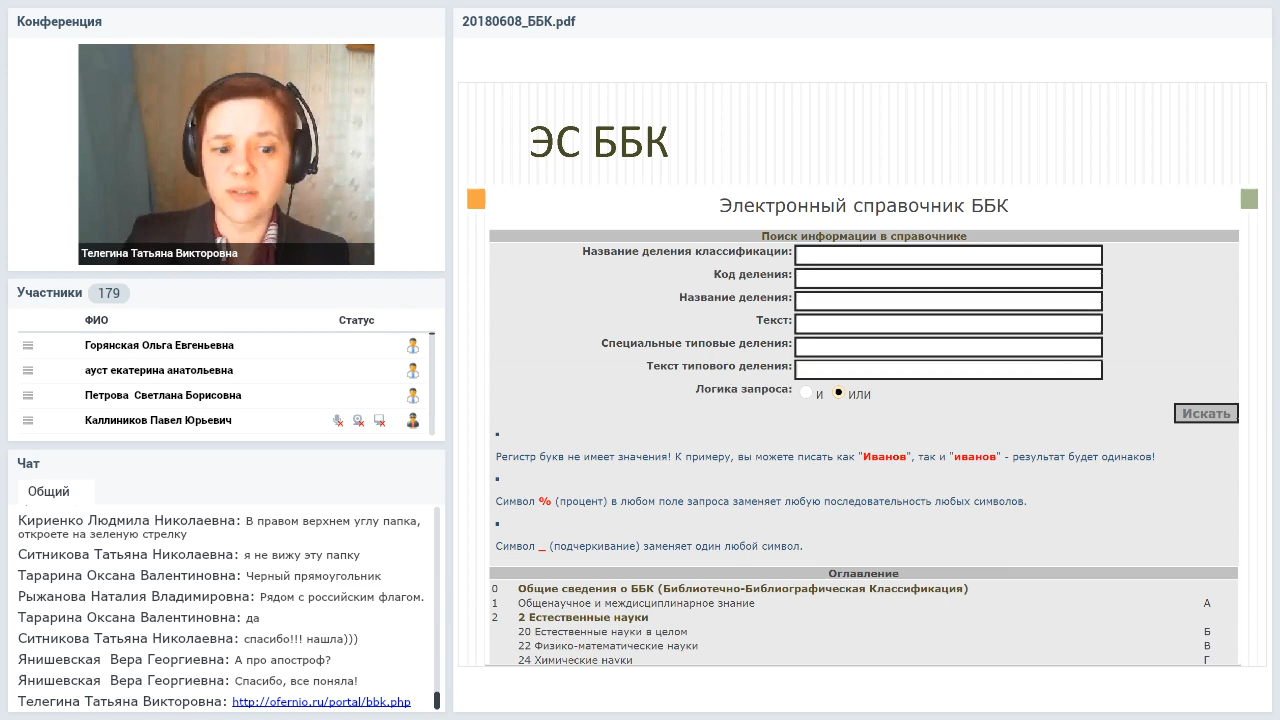 Конференция
Телегина Татьяна Викторовна
Участники 179
ФИО Статус
Горянская Ольга Евгеньевна
ауст екатерина анатольевна
Петрова Светлана Борисовна
Каллиников Павел Юрьевич
Чат
Общий
Кириенко Людмила Николаевна: В правом верхнем углу папка,
откроете на зеленую стрелку
Ситникова Татьяна Николаевна: я не вижу эту папку
Тарарина Оксана Валентиновна: Черный прямоугольник
Рыжанова Наталия Владимировна: Рядом с российским флагом.
Тарарина Оксана Валентиновна: да
Ситникова Татьяна Николаевна: спасибо!!! нашла)))
Янишевская Вера Георгиевна: А про апостроф?
Янишевская Вера Георгиевна: Спасибо, все поняла!
Телегина Татьяна Викторовна: http://ofernio.ru/portal/bbk.php
20180608_ББК.pdf
ЭС ББК
Электронный справочник ББК
Поиск информации в справочнике
Название деления классификации:
Код деления:
Название деления:
Текст:
Специальные типовые деления:
Текст типового деления:
Логика запроса: И ИЛИ
Искать
Регистр букв не имеет значения! К примеру, вы можете писать как "Иванов", так и "иванов" - результат будет одинаков!
Символ % (процент) в любом поле запроса заменяет любую последовательность любых символов.
Символ _ (подчеркивание) заменяет один любой символ.
Оглавление
0 Общие сведения о ББК (Библиотечно-Библиографическая Классификация)
1 Общенаучное и междисциплинарное знание А
2 2 Естественные науки
20 Естественные науки в целом Б
22 Физико-математические науки В
24 Химические науки Г